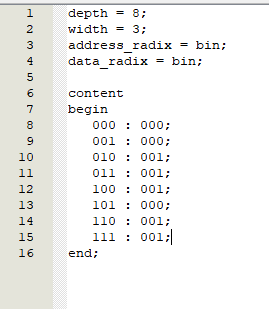 1 depth = 8;
2 width = 3;
3 address_radix = bin;
4 data_radix = bin;
5
6 content
7 begin
8 000 : 000;
9 001 : 000;
10 010 : 001;
11 011 : 001;
12 100 : 001;
13 101 : 000;
14 110 : 001;
15 111 : 001;
16 end;